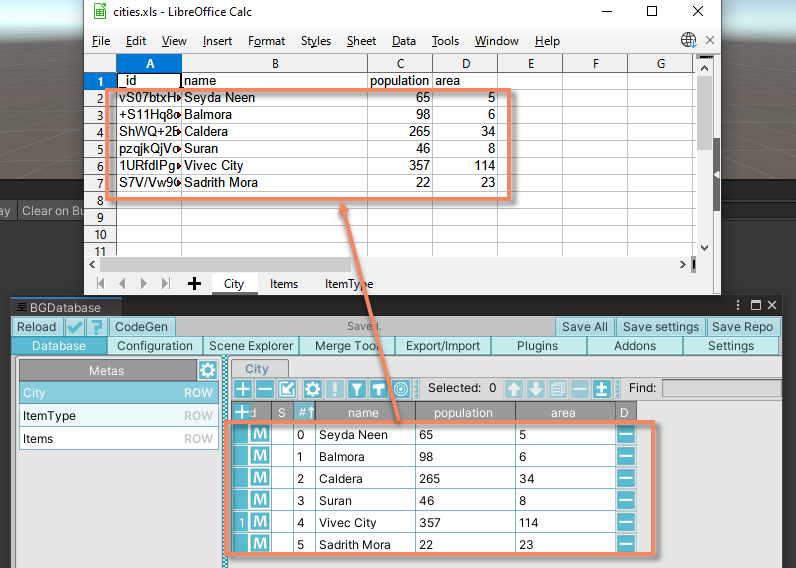 cities.xls - LibreOffice Calc
File Edit View Insert Format Styles Sheet Data Tools Window Help
A B C D E F G
1 _id name population area
2 vS07btxH Seyda Neen 65 5
3 +S11Hq8 Balmora 98 6
4 ShWQ+2 Caldera 265 34
5 pzqjkQjV Suran 46 8
6 1URfdIPg Vivec City 357 114
7 S7V/Vw9 Sadrith Mora 22 23
8
9
10
11
ay Clear on Bu
City Items ItemType
BGDatabase
Reload ? CodeGen Saved. Save All Save settings Save Repo
Database Configuration Scene Explorer Merge Tool Export/Import Plugins Addons Settings
Metas City
City ROW
ItemType ROW
Items ROW
Selected: 0 Find:
d S # name population area D
M 0 Seyda Neen 65 5
M 1 Balmora 98 6
M 2 Caldera 265 34
M 3 Suran 46 8
1 M 4 Vivec City 357 114
M 5 Sadrith Mora 22 23